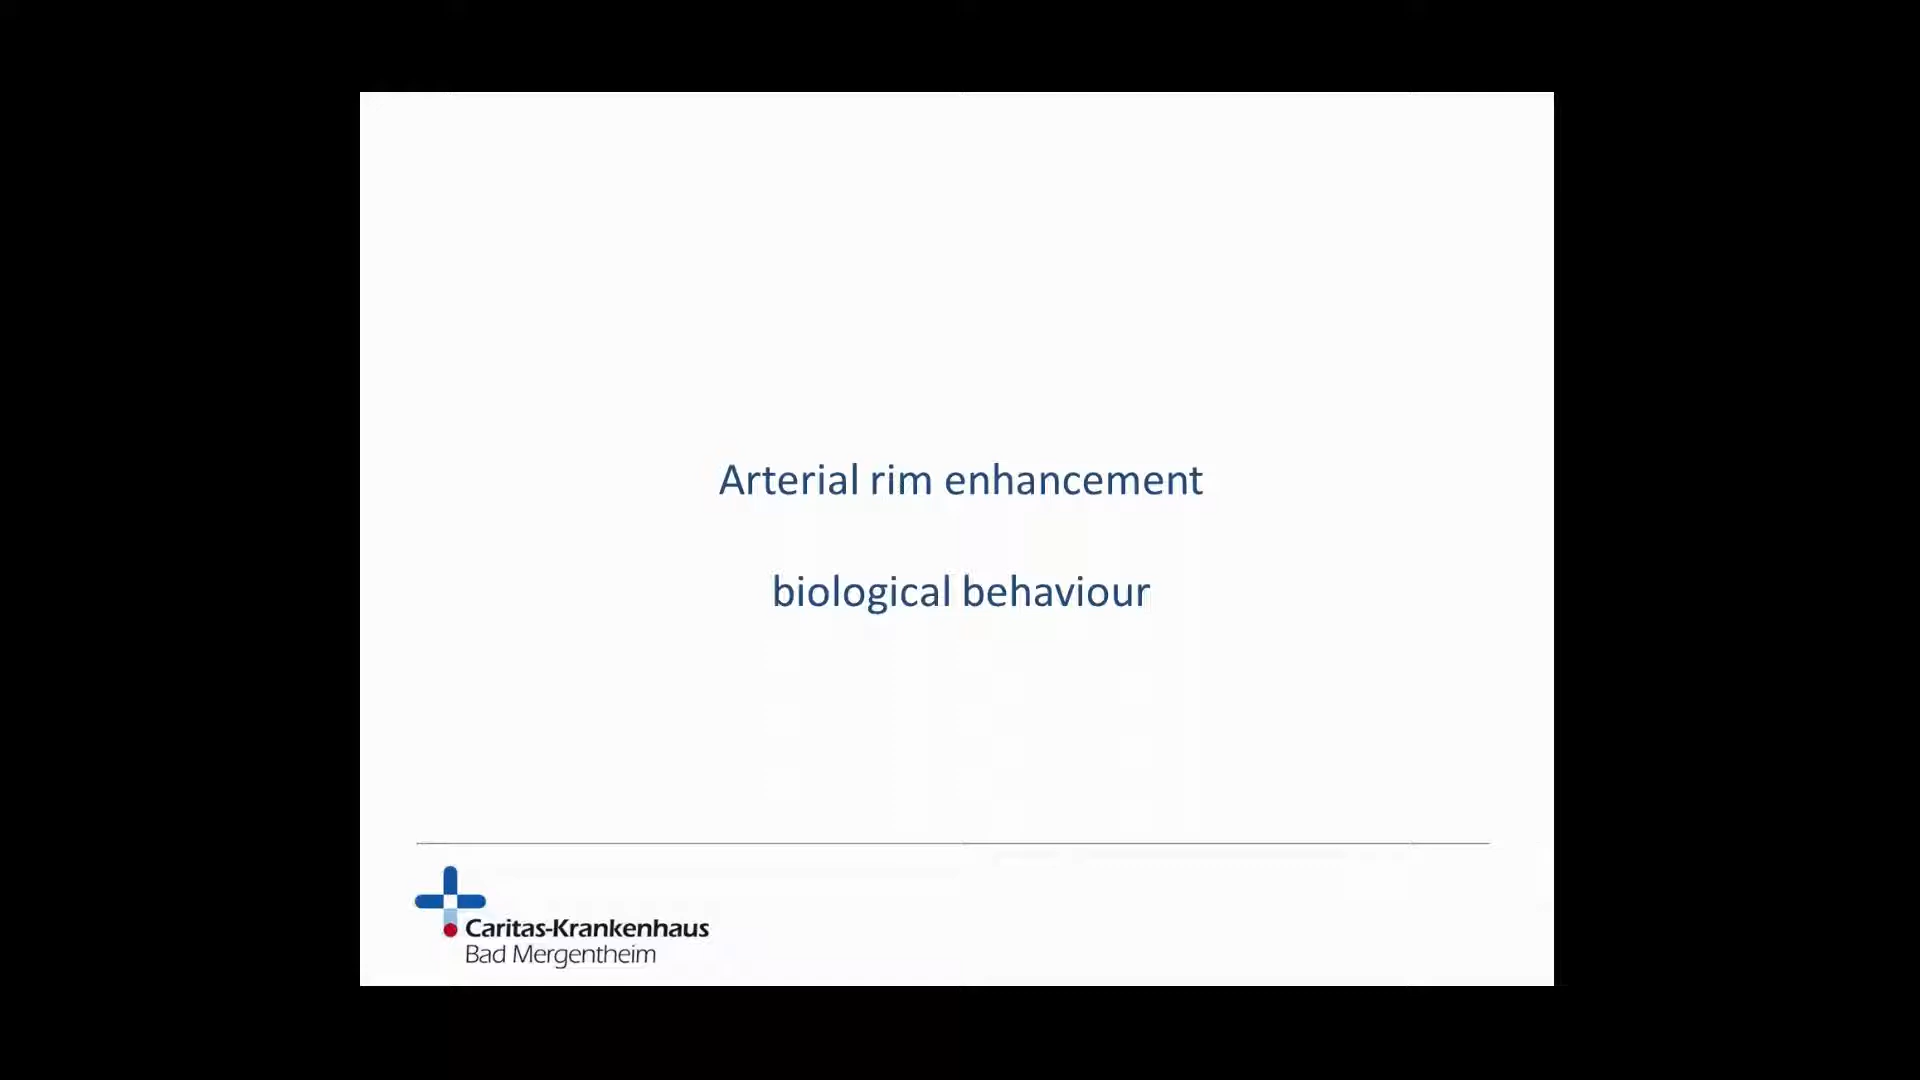 Arterial rim enhancement
biological behaviour
Caritas-Krankenhaus
Bad Mergentheim